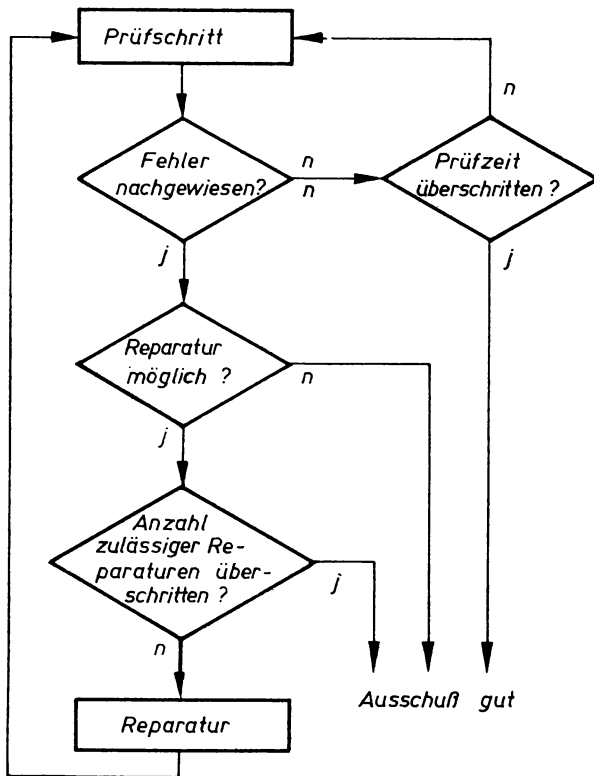 Prüfschritt
n
Fehler
nachgewiesen?
n
n
Prüfzeit
überschritten ?
j
j
Reparatur
möglich ?
n
j
Anzahl
zulässiger Re-
paraturen über-
schritten ?
j
n
Ausschuß gut
Reparatur